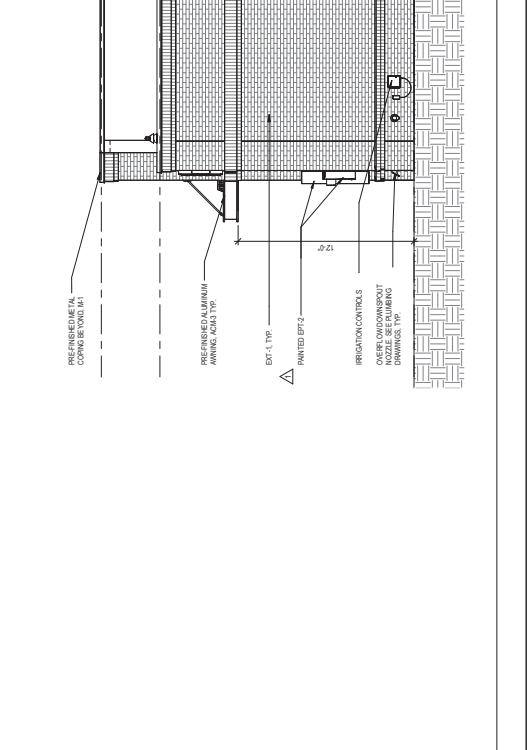 PRE-FINISHED METAL
COPING BEYOND, M-1
PRE-FINISHED ALUMINUM
AWNING, ACM-3 TYP.
EXT-1, TYP.
1
PAINTED EPT-2
12'-0"
IRRIGATION CONTROLS
OVERFLOW DOWNSPOUT
NOZZLE. SEE PLUMBING
DRAWINGS, TYP.